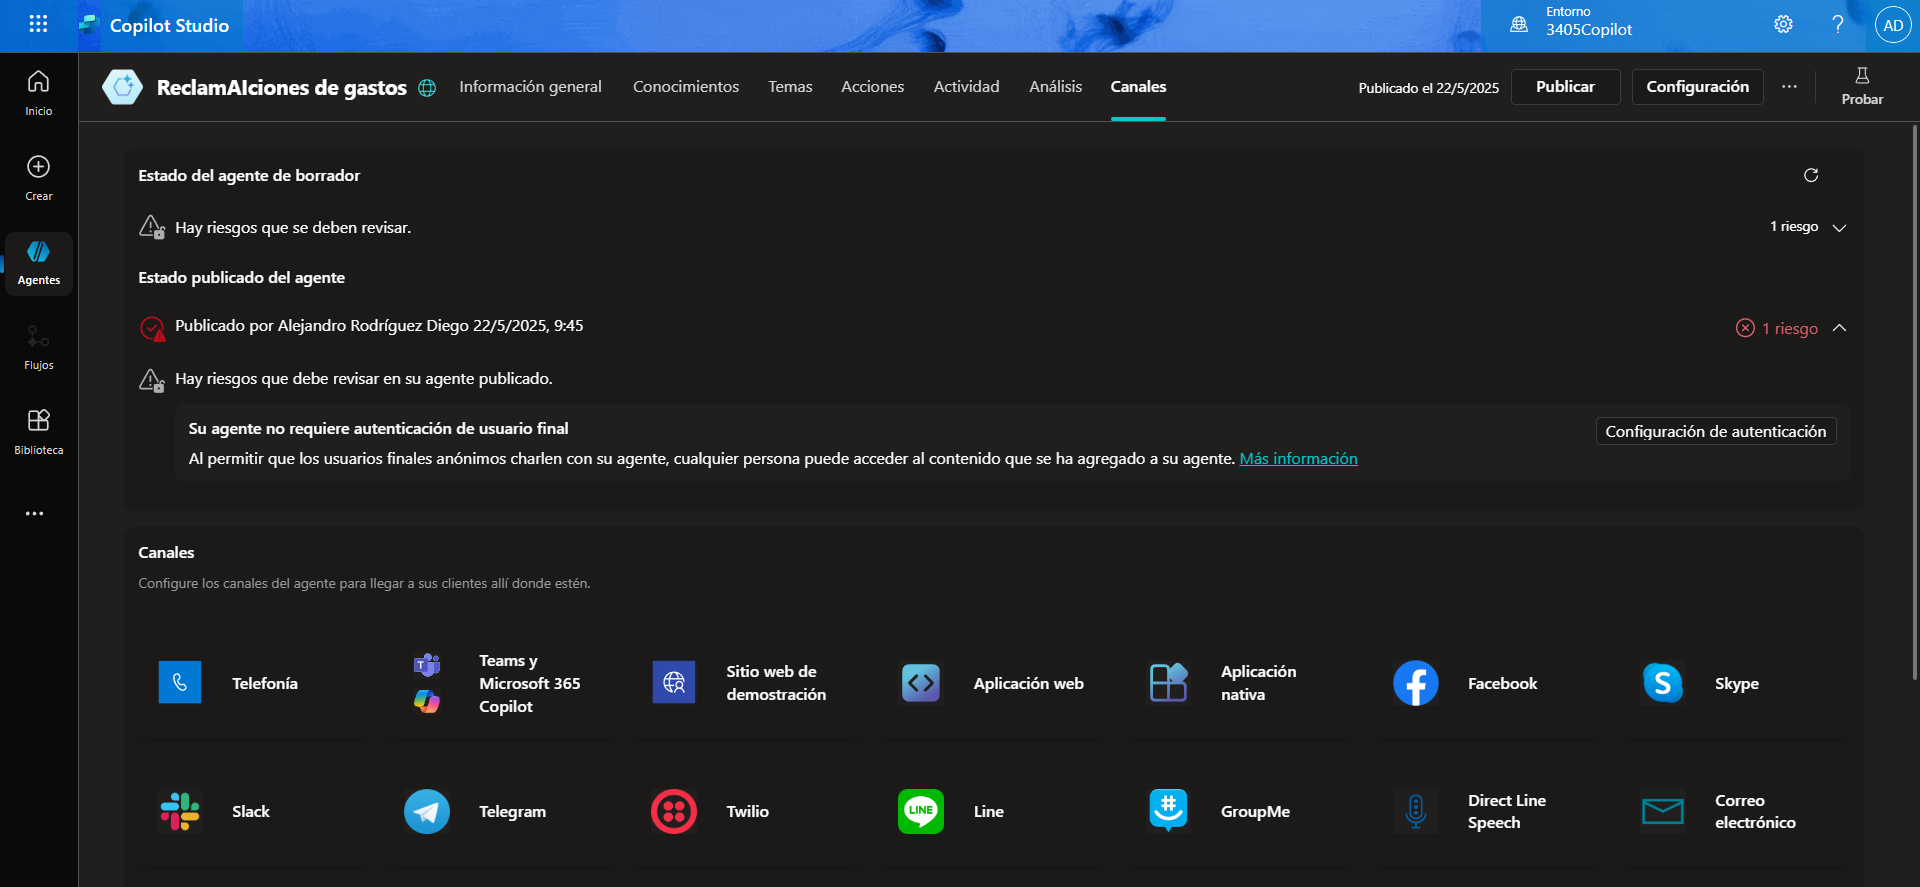 Copilot Studio
Entorno
3405Copilot
AD
Inicio
Crear
Agentes
Flujos
Biblioteca
ReclamAIciones de gastos
Información general
Conocimientos
Temas
Acciones
Actividad
Análisis
Canales
Publicado el 22/5/2025
Publicar
Configuración
Probar
Estado del agente de borrador
Hay riesgos que se deben revisar.
1 riesgo
Estado publicado del agente
Publicado por Alejandro Rodríguez Diego 22/5/2025, 9:45
1 riesgo
Hay riesgos que debe revisar en su agente publicado.
Su agente no requiere autenticación de usuario final
Configuración de autenticación
Al permitir que los usuarios finales anónimos charlen con su agente, cualquier persona puede acceder al contenido que se ha agregado a su agente. Más información
Canales
Configure los canales del agente para llegar a sus clientes allí donde estén.
Telefonía
Teams y
Microsoft 365
Copilot
Sitio web de
demostración
Aplicación web
Aplicación
nativa
Facebook
Skype
Slack
Telegram
Twilio
LINE
Line
GroupMe
Direct Line
Speech
Correo
electrónico